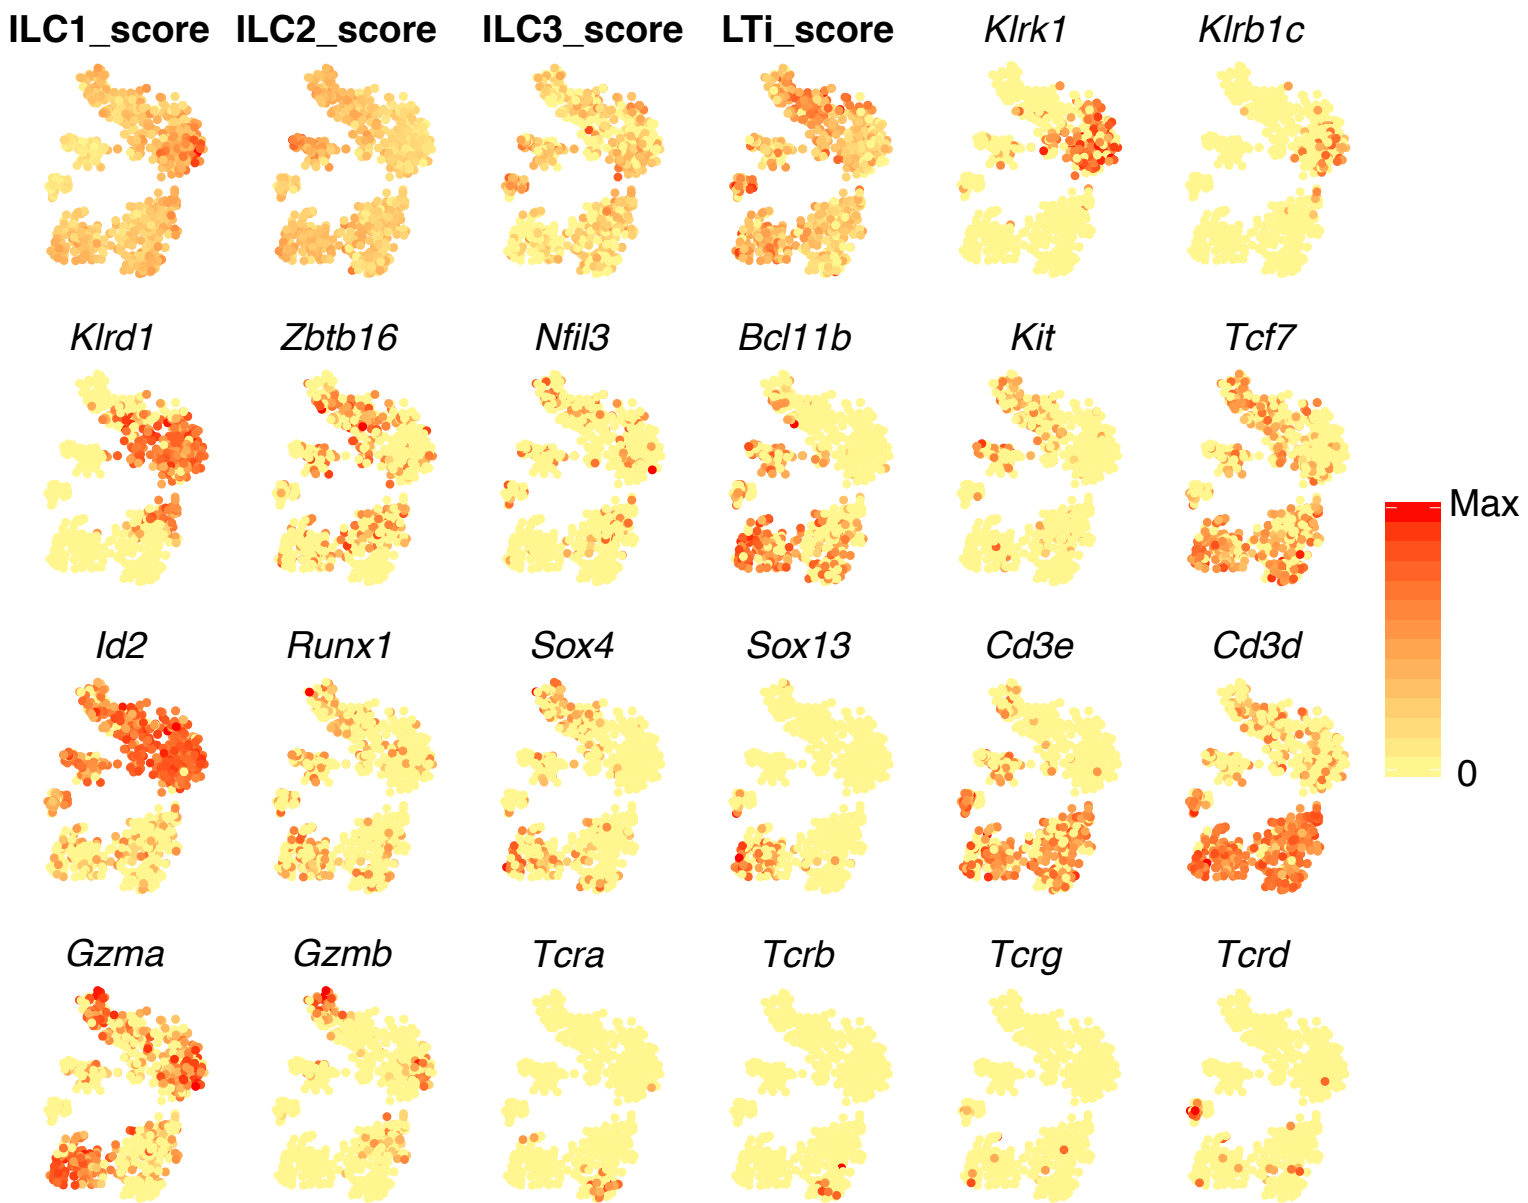 ILC1_score ILC2_score ILC3_score LTi_score Klrk1 Klrb1c
Klrd1 Zbtb16 Nfil3 Bcl11b Kit Tcf7
Max
0
Id2 Runx1 Sox4 Sox13 Cd3e Cd3d
Gzma Gzmb Tcra Tcrb Tcrg Tcrd